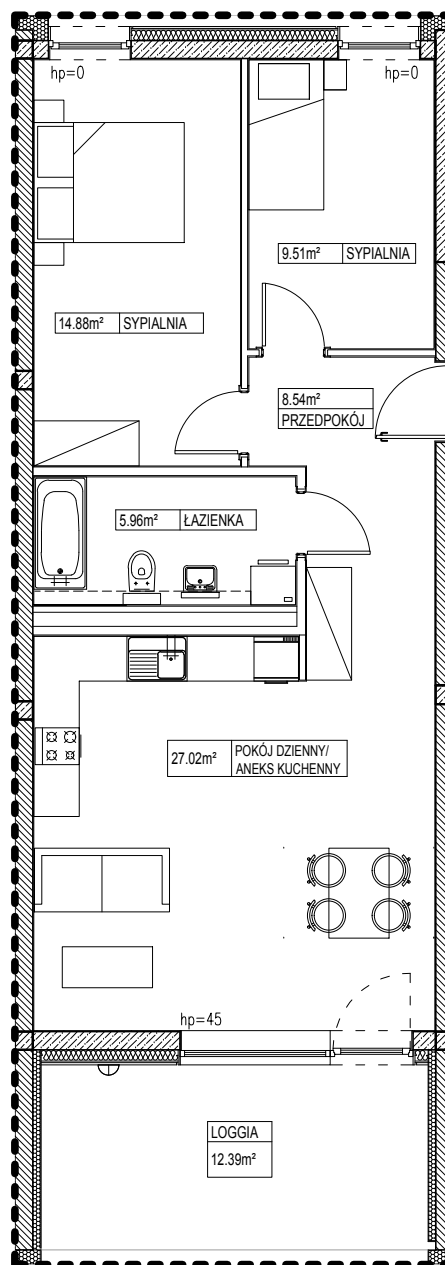 hp=0
hp=0
9.51m² SYPIALNIA
14.88m² SYPIALNIA
8.54m²
PRZEDPOKÓJ
5.96m² ŁAZIENKA
27.02m² POKÓJ DZIENNY/
ANEKS KUCHENNY
hp=45
LOGGIA
12.39m²